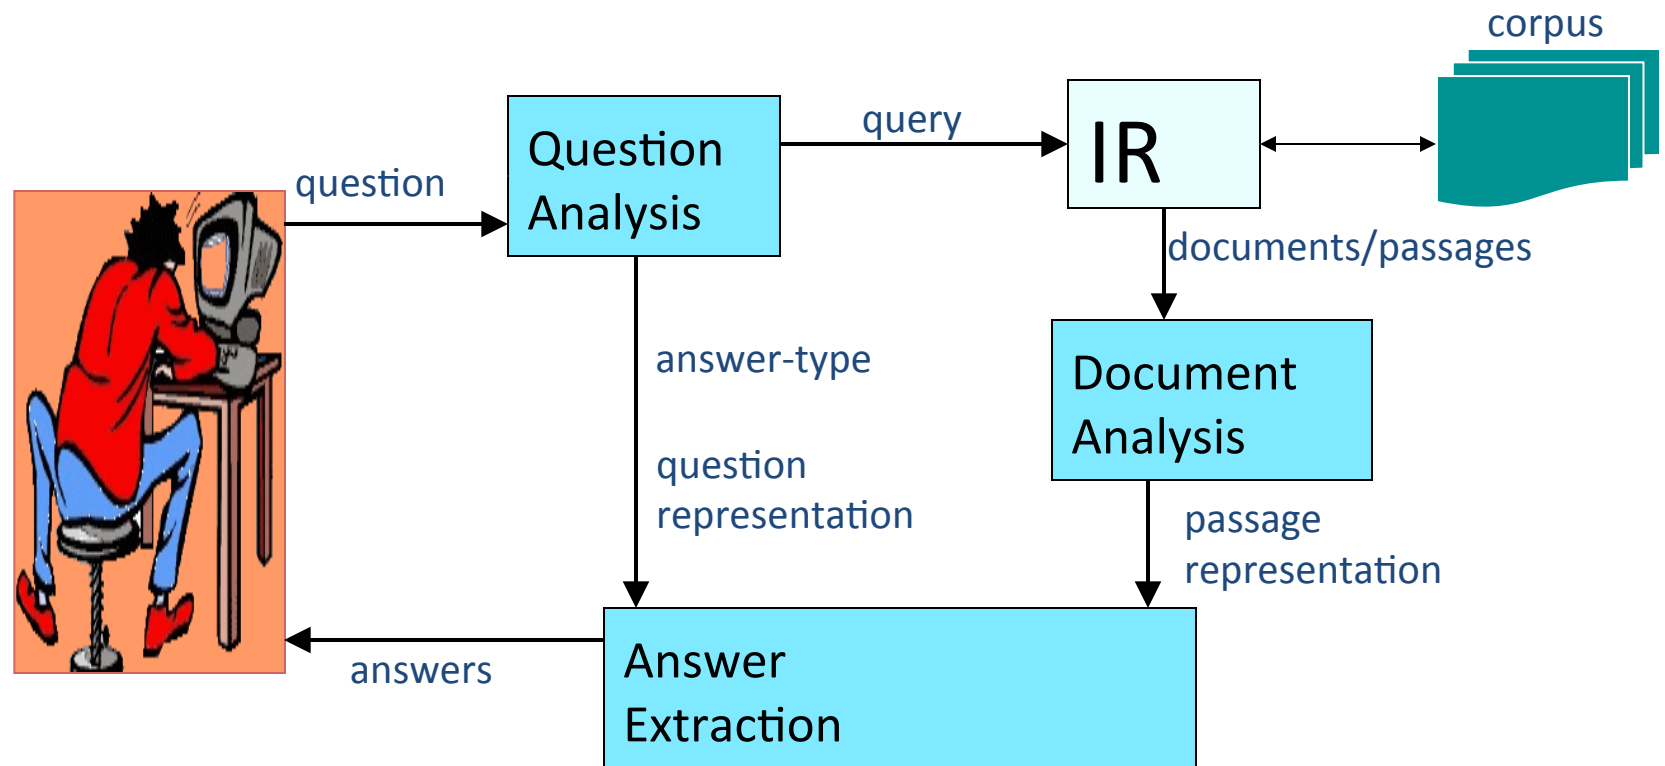 corpus
question
Question
Analysis
query
IR
documents/passages
answer-type
question
representation
Document
Analysis
passage
representation
answers
Answer
Extraction